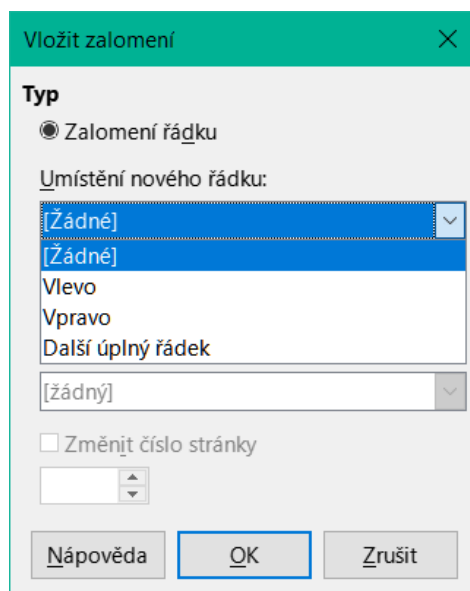 Vložit zalomení
Typ
Zalomení řádku
Umístění nového řádku:
[Žádné]
[Žádné]
Vlevo
Vpravo
Další úplný řádek
[žádný]
Změnit číslo stránky
Nápověda
OK
Zrušit